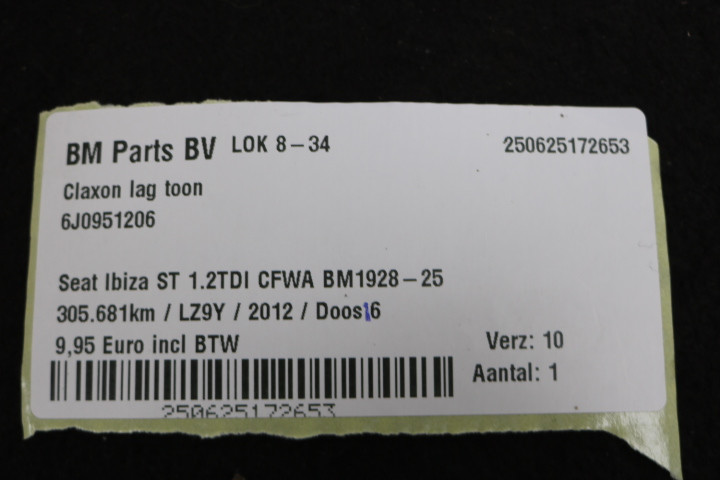 BM Parts BV LOK 8-34 250625172653
Claxon lag toon
6J0951206
Seat Ibiza ST 1.2TDI CFWA BM1928-25
305.681km / LZ9Y / 2012 / Doos16
9,95 Euro incl BTW Verz: 10
Aantal: 1
250625172653